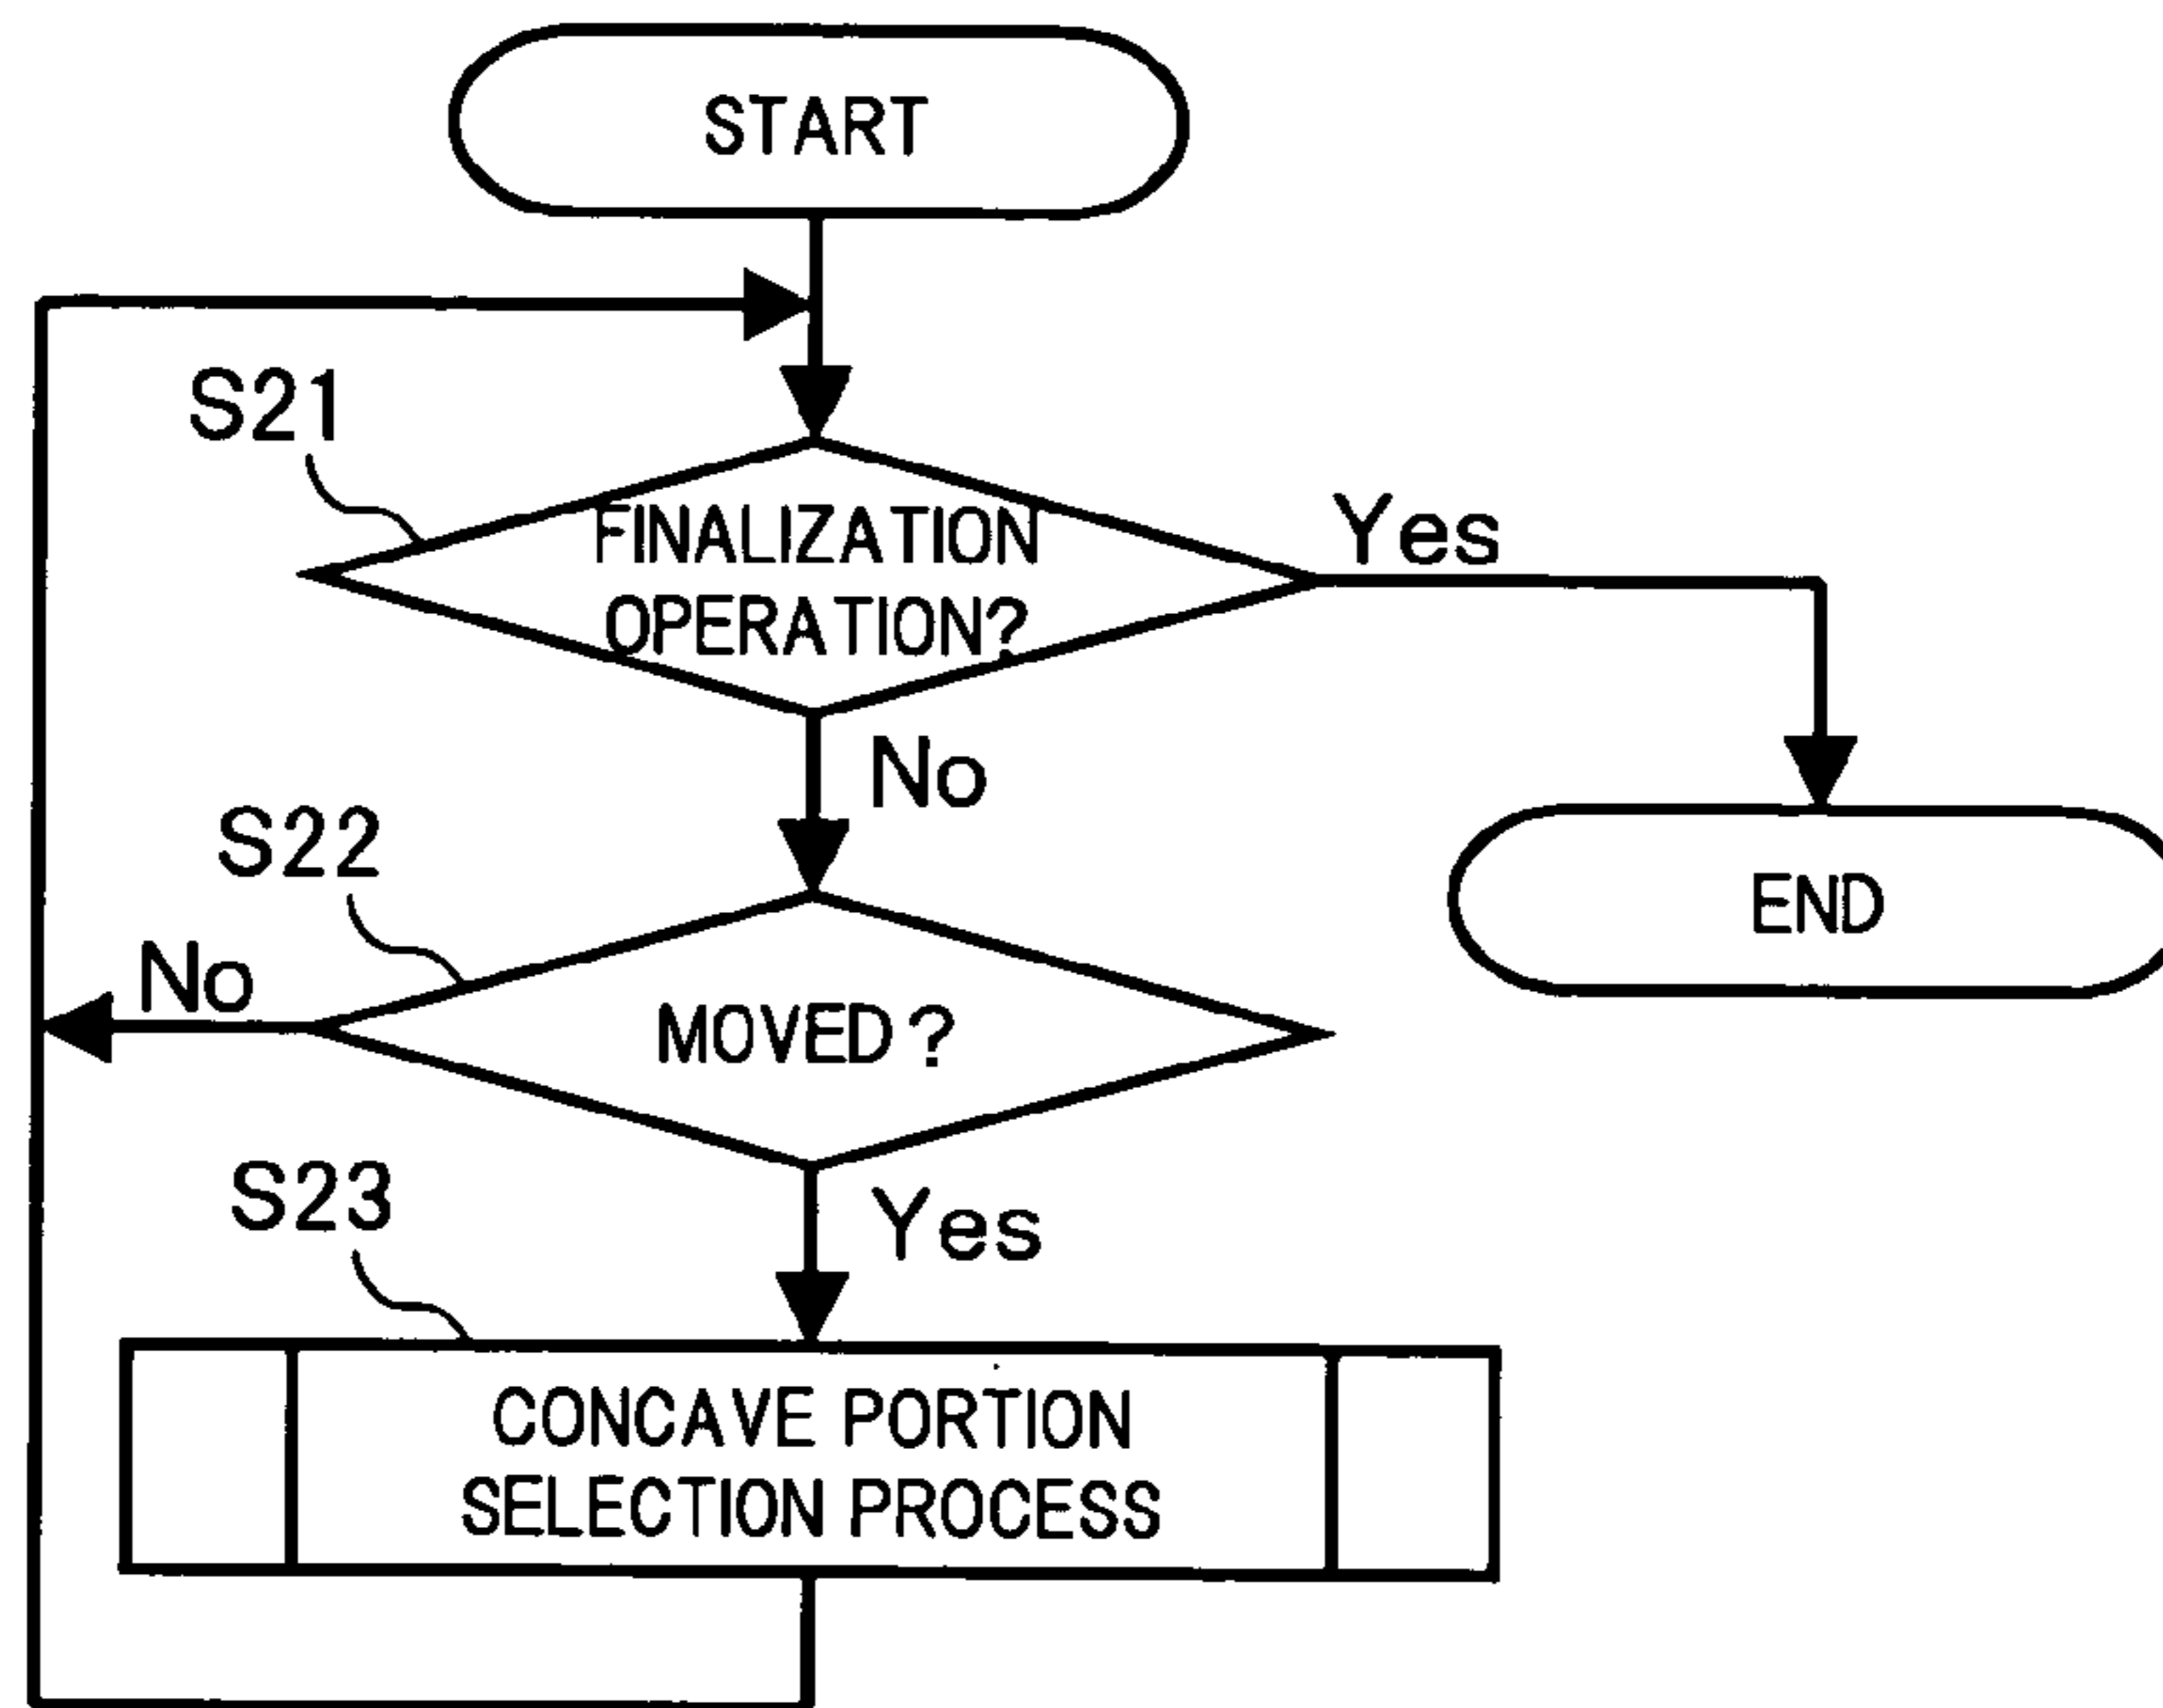 START
S21
FINALIZATION
OPERATION?
Yes
No
S22
END
No
MOVED?
S23
Yes
CONCAVE PORTION
SELECTION PROCESS